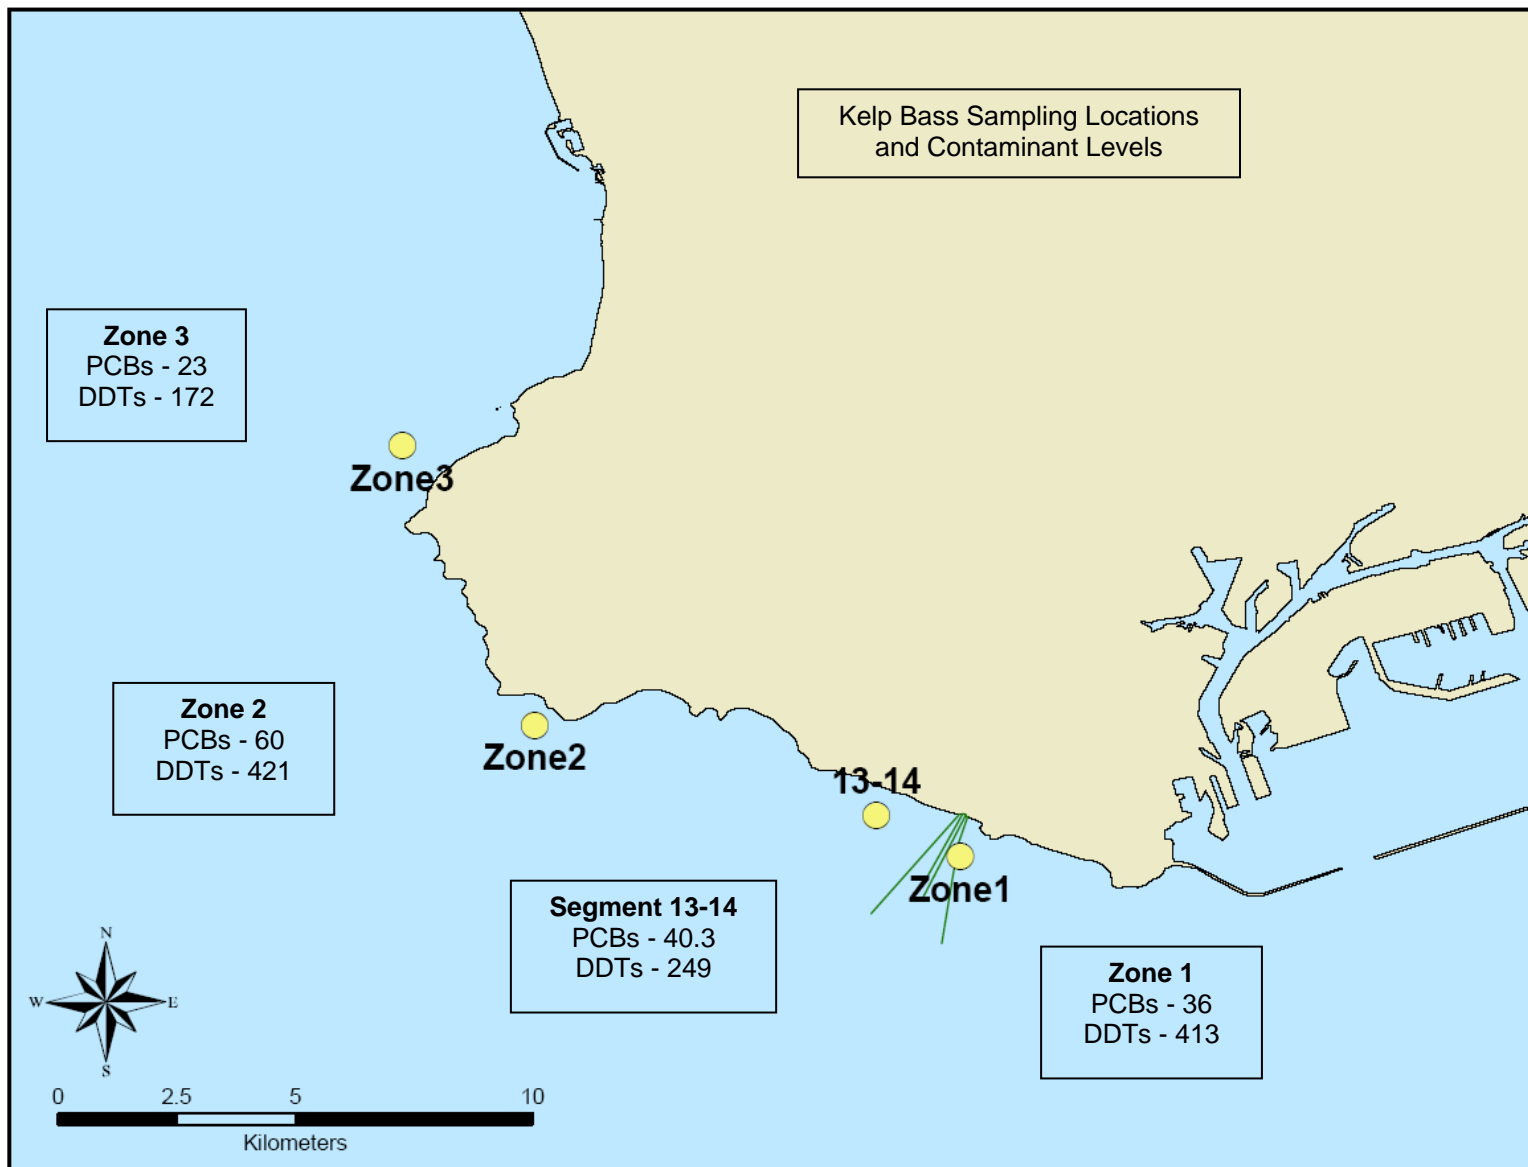 Kelp Bass Sampling Locations
and Contaminant Levels
Zone 3
PCBs - 23
DDTs - 172
Zone3
Zone 2
PCBs - 60
DDTs - 421
Zone2
13-14
Zone1
Segment 13-14
PCBs - 40.3
DDTs - 249
Zone 1
PCBs - 36
DDTs - 413
N
W E
S
0 2.5 5 10
Kilometers